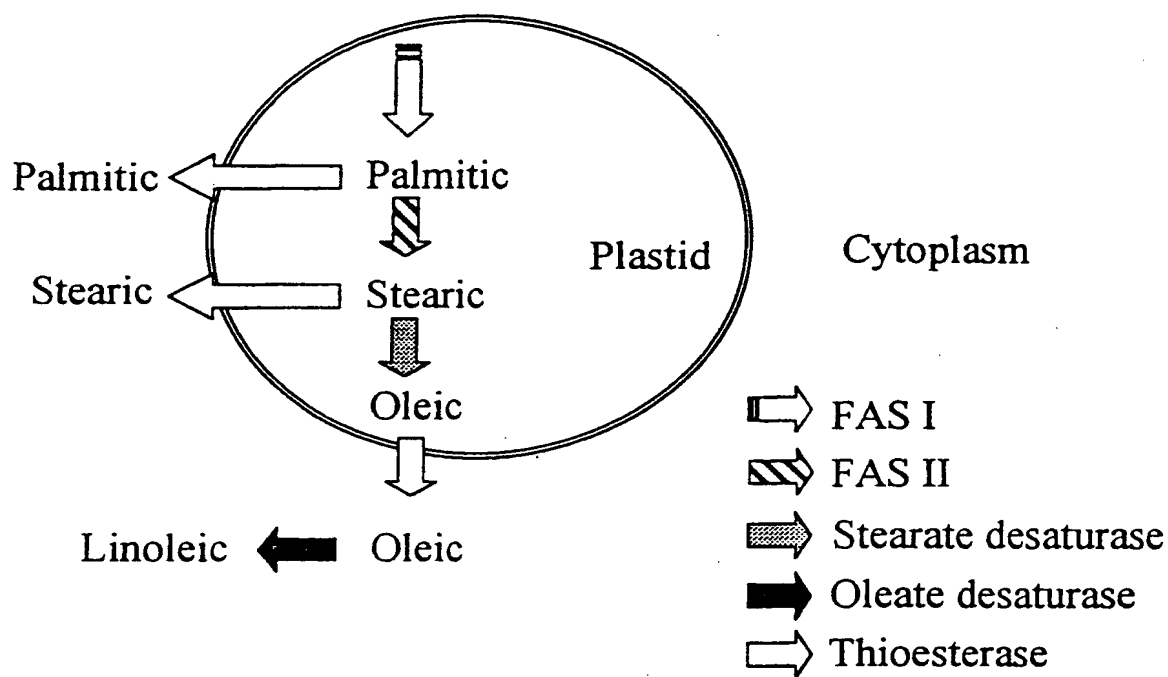 Palmitic
Palmitic
Plastid
Cytoplasm
Stearic
Stearic
Oleic
FAS I
FAS II
Linoleic
Oleic
Stearate desaturase
Oleate desaturase
Thioesterase